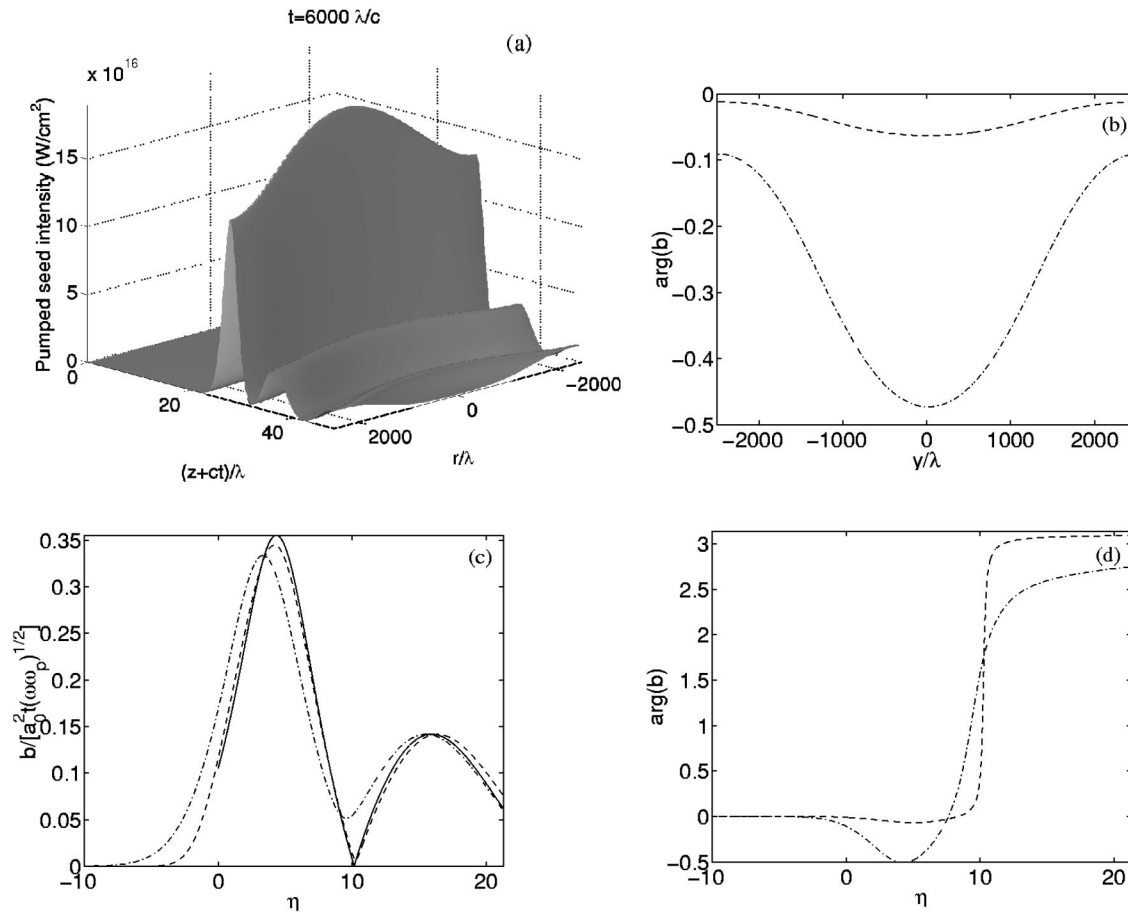 t=6000 λ/c
(a)
x 10^16
Pumped seed intensity (W/cm²)
15
10
5
0
0
20
40
(z+ct)/λ
2000
0
−2000
r/λ
(b)
arg(b)
0
−0.1
−0.2
−0.3
−0.4
−0.5
−2000 −1000 0 1000 2000
y/λ
(c)
b/[a₀²t(ωωₚ)^1/2]
0.35
0.3
0.25
0.2
0.15
0.1
0.05
0
−10 0 10 20
η
(d)
arg(b)
3
2.5
2
1.5
1
0.5
0
−0.5
−10 0 10 20
η